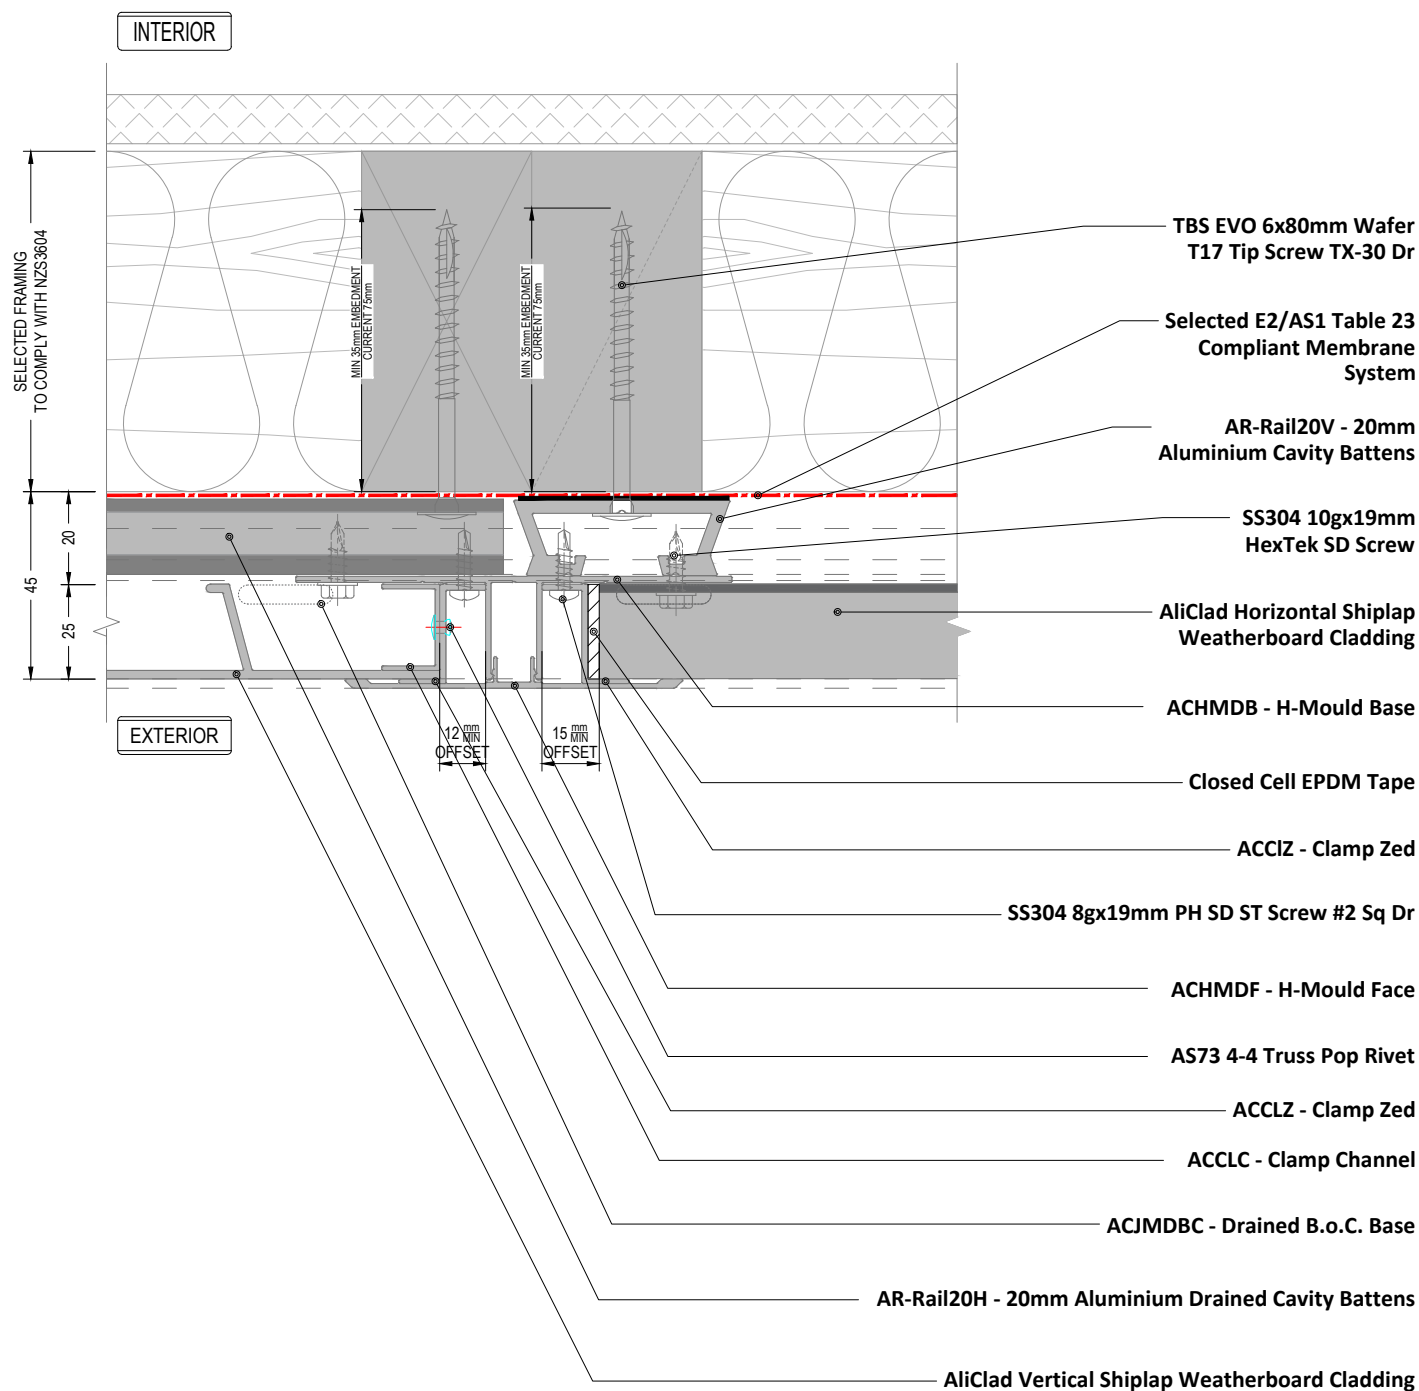 INTERIOR
SELECTED FRAMING
TO COMPLY WITH NZS3604
MIN 35mm EMBEDMENT
CURRENT 75mm
MIN 35mm EMBEDMENT
CURRENT 75mm
TBS EVO 6x80mm Wafer
T17 Tip Screw TX-30 Dr
Selected E2/AS1 Table 23
Compliant Membrane
System
AR-Rail20V - 20mm
Aluminium Cavity Battens
20
45
25
SS304 10gx19mm
HexTek SD Screw
AliClad Horizontal Shiplap
Weatherboard Cladding
ACHMDB - H-Mould Base
EXTERIOR
12 mm MIN
OFFSET
15 mm MIN
OFFSET
Closed Cell EPDM Tape
ACClZ - Clamp Zed
SS304 8gx19mm PH SD ST Screw #2 Sq Dr
ACHMDF - H-Mould Face
AS73 4-4 Truss Pop Rivet
ACCLZ - Clamp Zed
ACCLC - Clamp Channel
ACJMDBC - Drained B.o.C. Base
AR-Rail20H - 20mm Aluminium Drained Cavity Battens
AliClad Vertical Shiplap Weatherboard Cladding